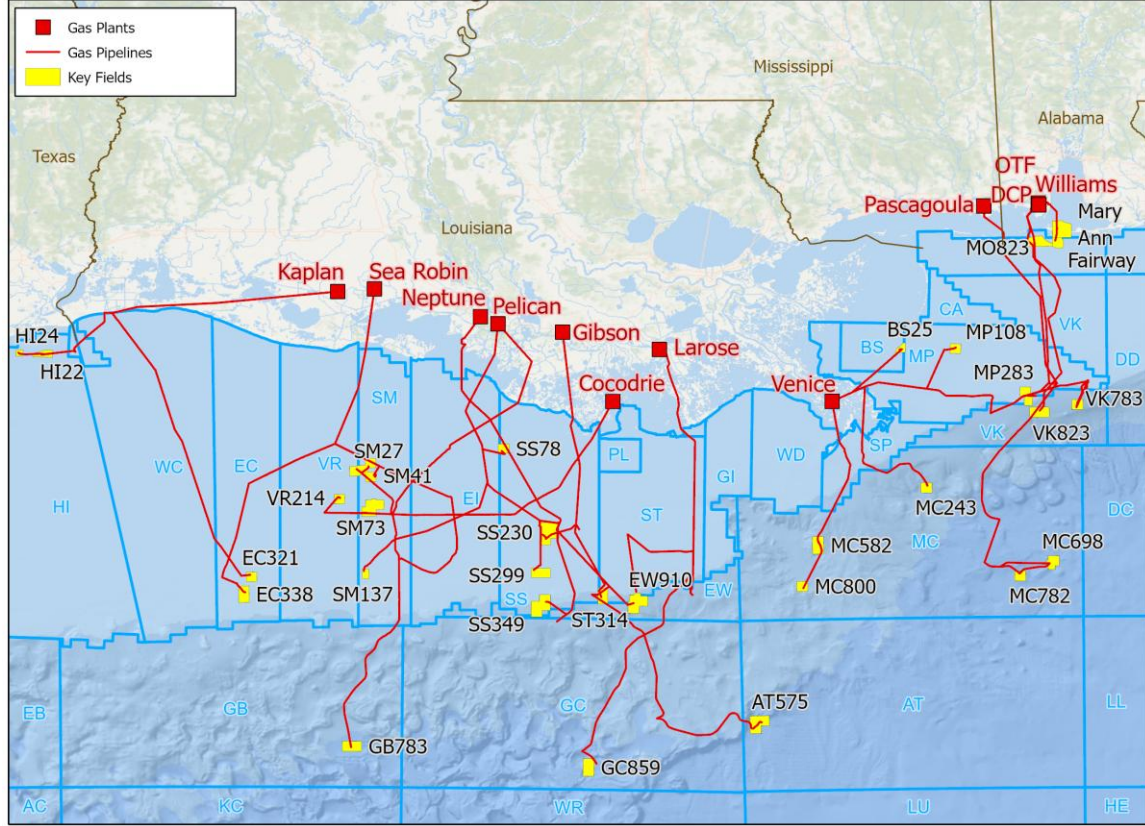 Gas Plants
Gas Pipelines
Key Fields
Mississippi
Alabama
Texas
Louisiana
OTF
DCP
Williams
Pascagoula
Mary
Ann
Fairway
MO823
Kaplan
Sea Robin
Neptune
Pelican
Gibson
Larose
Cocodrie
Venice
HI24
HI22
BS25
MP108
CA
VK
DD
BS
MP
MP283
VK783
VK823
VK
SM
SM27
SM41
SS78
PL
GI
WD
SP
WC
EC
VR
EI
HI
VR214
SM73
SS230
ST
MC243
MC
DC
EC321
EC338
SM137
SS299
SS
SS349
ST314
EW910
EW
MC582
MC800
MC698
MC782
EB
GB
GC
AT575
AT
LL
GB783
GC859
AC
KC
WR
LU
HE